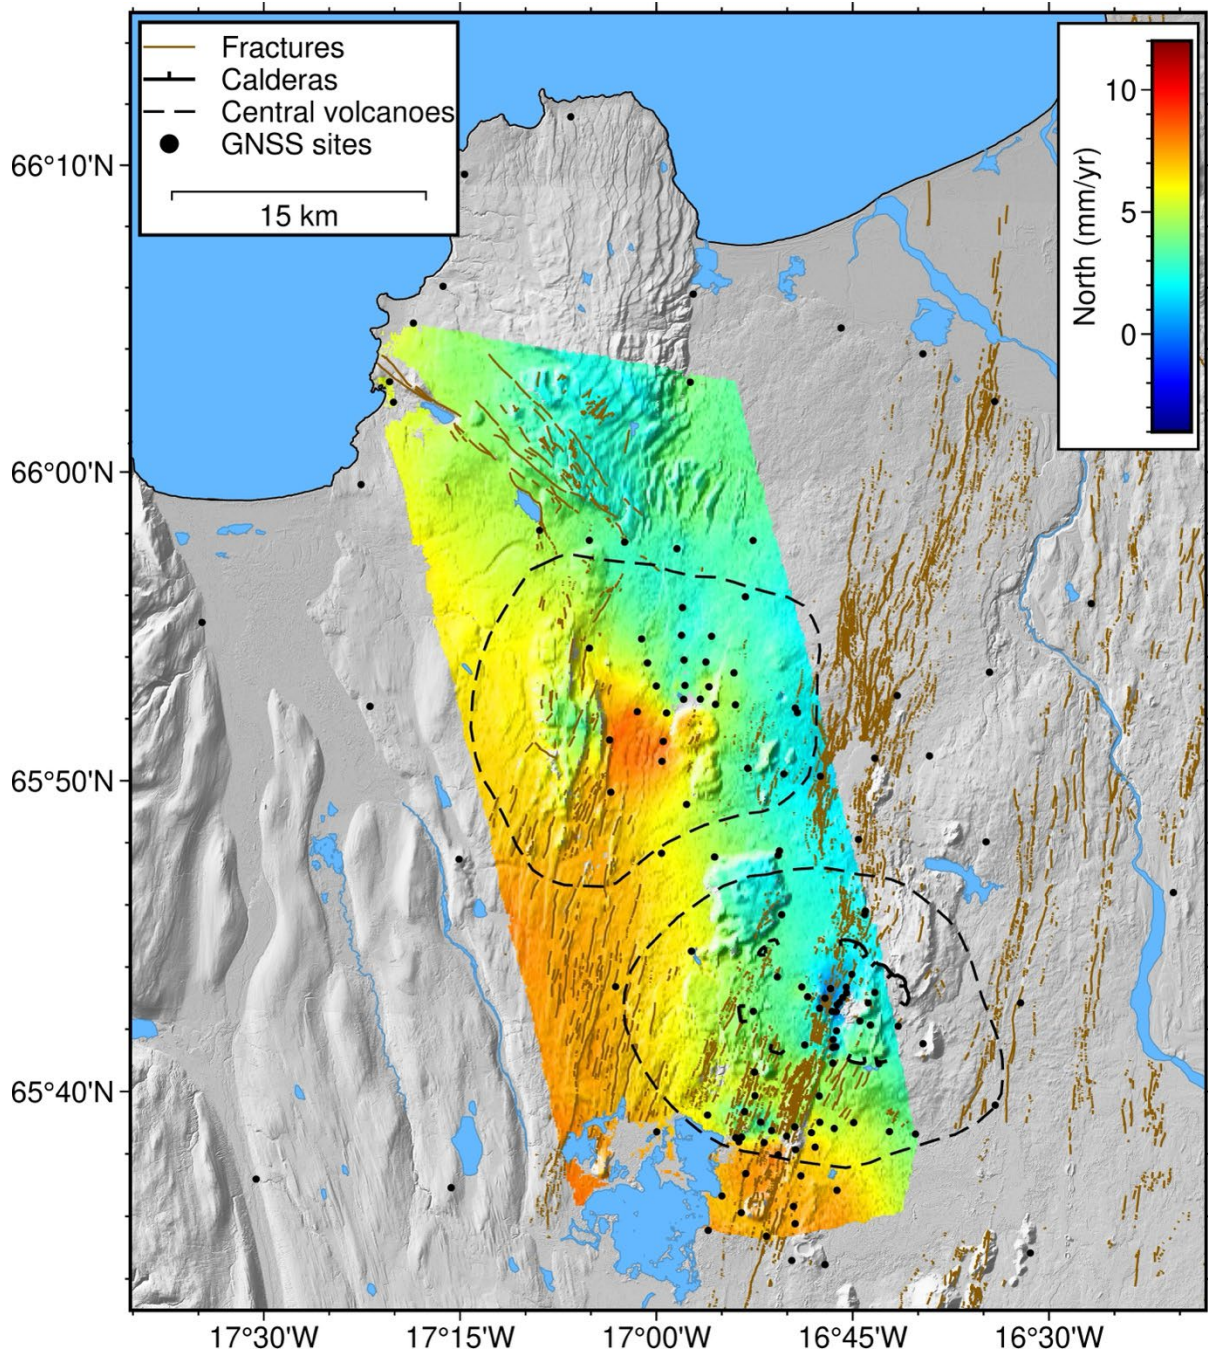 Fractures
Calderas
Central volcanoes
GNSS sites
15 km
10
5
0
North (mm/yr)
66°10'N
66°00'N
65°50'N
65°40'N
17°30'W 17°15'W 17°00'W 16°45'W 16°30'W